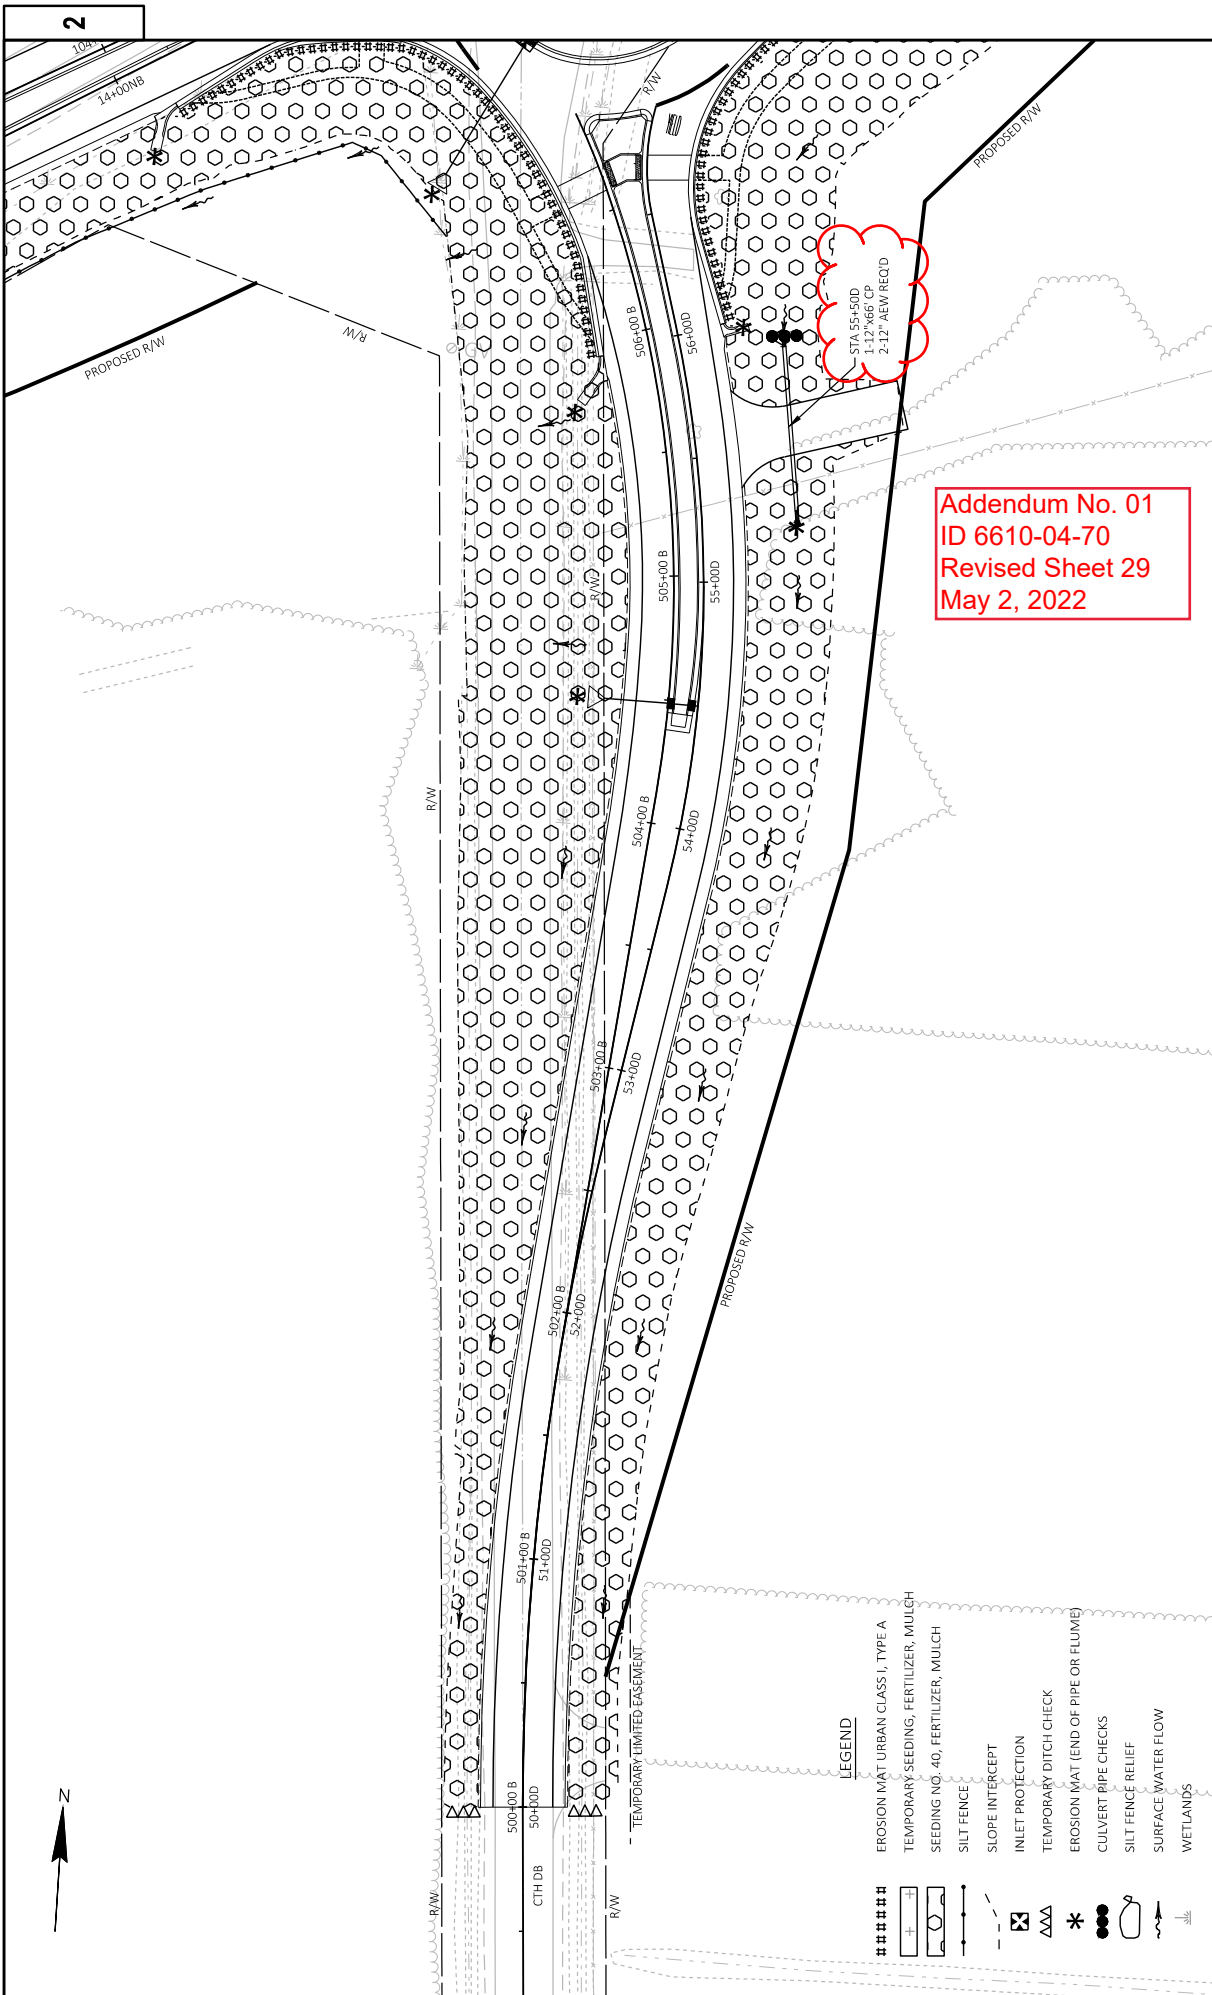 2
104+
14+00NB
R/W
PROPOSED R/W
PROPOSED R/W
R/W
STA 55+50D
1-12"x66' CP
2-12" AEW REQ'D
506+00 B
56+00D
Addendum No. 01
ID 6610-04-70
Revised Sheet 29
May 2, 2022
505+00 B
55+00D
R/W
R/W
504+00 B
54+00D
503+00 B
53+00D
PROPOSED R/W
502+00 B
52+00D
501+00 B
51+00D
TEMPORARY LIMITED EASEMENT
500+00 B
50+00D
N
CTH DB
R/W
R/W
LEGEND
EROSION MAT URBAN CLASS I, TYPE A
TEMPORARY SEEDING, FERTILIZER, MULCH
SEEDING NO. 40, FERTILIZER, MULCH
SILT FENCE
SLOPE INTERCEPT
INLET PROTECTION
TEMPORARY DITCH CHECK
EROSION MAT (END OF PIPE OR FLUME)
CULVERT PIPE CHECKS
SILT FENCE RELIEF
SURFACE WATER FLOW
WETLANDS